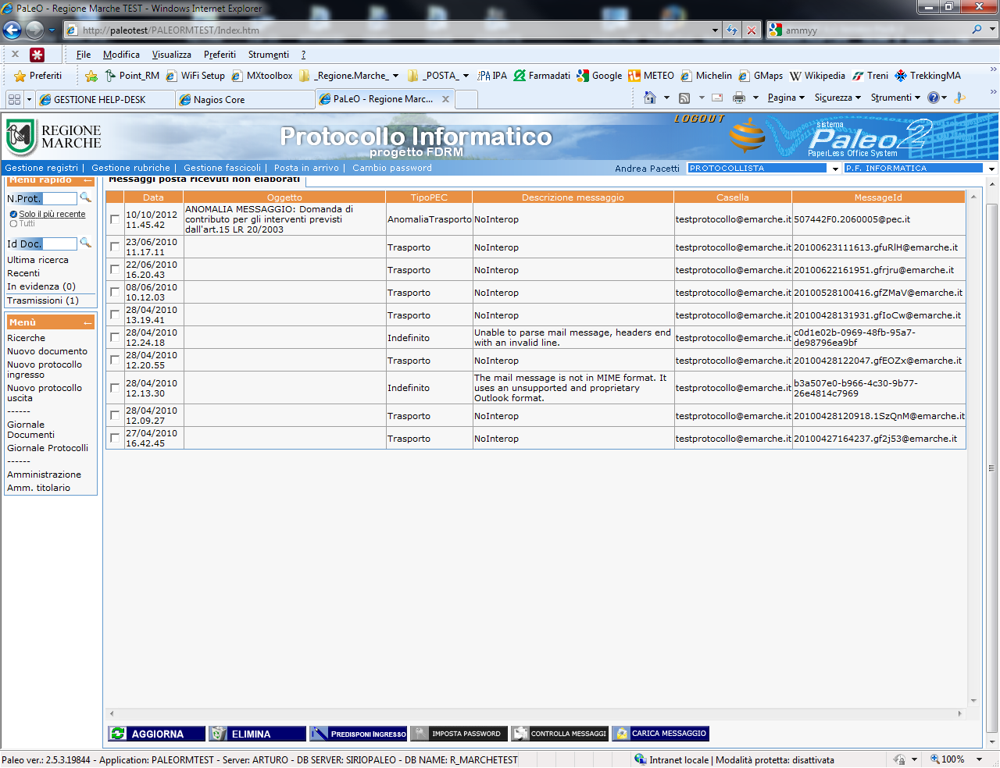 PaLeO - Regione Marche TEST - Windows Internet Explorer
http://paleotest/PALEORMTEST/Index.htm
ammyy
File Modifica Visualizza Preferiti Strumenti ?
Preferiti Point_RM WiFi Setup MXtoolbox _Regione.Marche_ _POSTA_ IPA Farmadati Google METEO Michelin GMaps Wikipedia Treni TrekkingMA
GESTIONE HELP-DESK Nagios Core PaLeO - Regione Marc... Pagina Sicurezza Strumenti
REGIONE MARCHE
Protocollo Informatico
progetto FDRM
LOGOUT
sistema
Paleo 2
PaperLess Office System
Gestione registri | Gestione rubriche | Gestione fascicoli | Posta in arrivo | Cambio password
Andrea Pacetti PROTOCOLLISTA P.F. INFORMATICA
Menù rapido
N.Prot.
Solo il più recente
Tutti
Id Doc.
Ultima ricerca
Recenti
In evidenza (0)
Trasmissioni (1)
Menù
Ricerche
Nuovo documento
Nuovo protocollo
ingresso
Nuovo protocollo
uscita
------
Giornale
Documenti
Giornale Protocolli
------
Amministrazione
Amm. titolario
Messaggi posta ricevuti non elaborati
Data Oggetto TipoPEC Descrizione messaggio Casella MessageId
10/10/2012 11.45.42 ANOMALIA MESSAGGIO: Domanda di contributo per gli interventi previsti dall'art.15 LR 20/2003 AnomaliaTrasporto NoInterop testprotocollo@emarche.it 507442F0.2060005@pec.it
23/06/2010 11.17.11 Trasporto NoInterop testprotocollo@emarche.it 20100623111613.gfuRlH@emarche.it
22/06/2010 16.20.43 Trasporto NoInterop testprotocollo@emarche.it 20100622161951.gfrjru@emarche.it
08/06/2010 10.12.03 Trasporto NoInterop testprotocollo@emarche.it 20100528100416.gfZMaV@emarche.it
28/04/2010 13.19.41 Trasporto NoInterop testprotocollo@emarche.it 20100428131931.gfIoCw@emarche.it
28/04/2010 12.24.18 Indefinito Unable to parse mail message, headers end with an invalid line. testprotocollo@emarche.it c0d1e02b-0969-48fb-95a7-de98796ea9bf
28/04/2010 12.20.55 Trasporto NoInterop testprotocollo@emarche.it 20100428122047.gfEOZx@emarche.it
28/04/2010 12.13.30 Indefinito The mail message is not in MIME format. It uses an unsupported and proprietary Outlook format. testprotocollo@emarche.it b3a507e0-b966-4c30-9b77-26e4814c7969
28/04/2010 12.09.27 Trasporto NoInterop testprotocollo@emarche.it 20100428120918.1SzQnM@emarche.it
27/04/2010 16.42.45 Trasporto NoInterop testprotocollo@emarche.it 20100427164237.gf2j53@emarche.it
AGGIORNA ELIMINA PREDISPONI INGRESSO IMPOSTA PASSWORD CONTROLLA MESSAGGI CARICA MESSAGGIO
Paleo ver.: 2.5.3.19844 - Application: PALEORMTEST - Server: ARTURO - DB SERVER: SIRIOPALEO - DB NAME: R_MARCHETEST Intranet locale | Modalità protetta: disattivata 100%